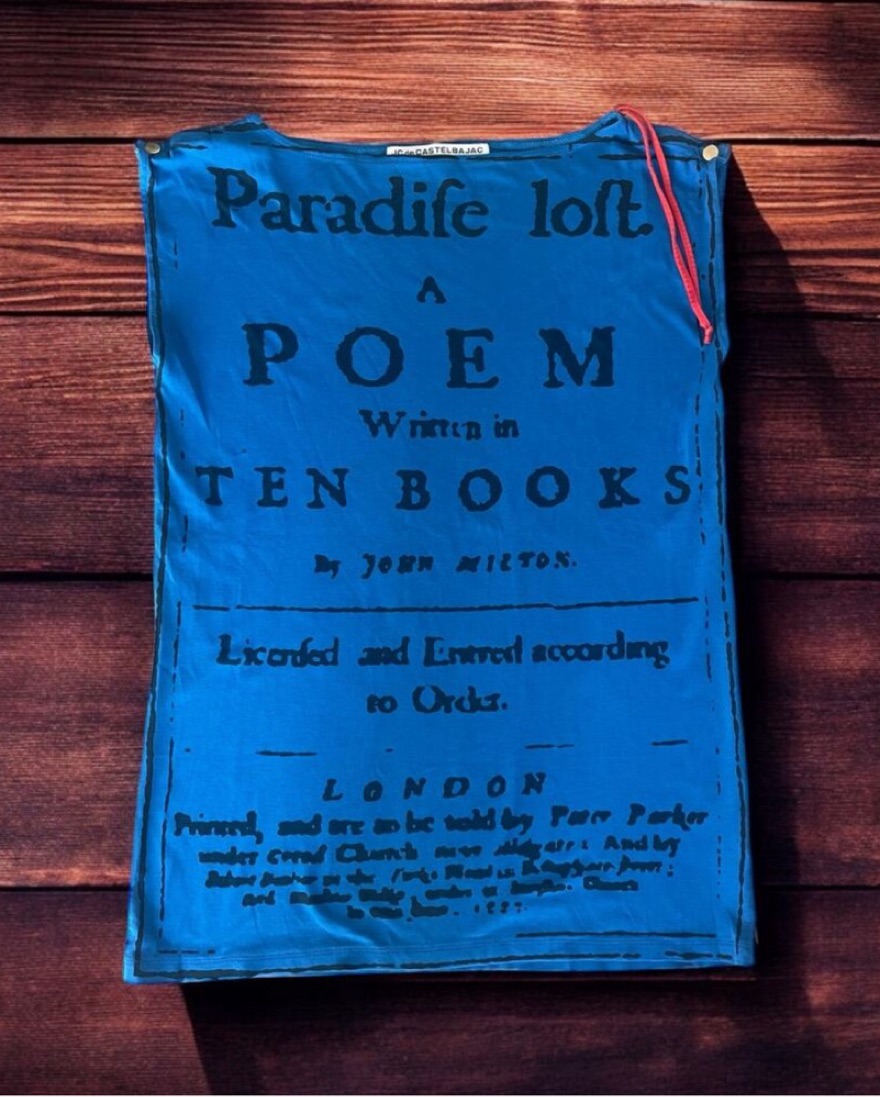 JC de CASTELBAJAC
Paradiſe loſt.
A
POEM
Written in
TEN BOOKS
By JOHN MILTON.
Licenſed and Entred according
to Order.
LONDON
Printed, and are to be ſold by Peter Parker
under Creed Church neer Aldgate; And by